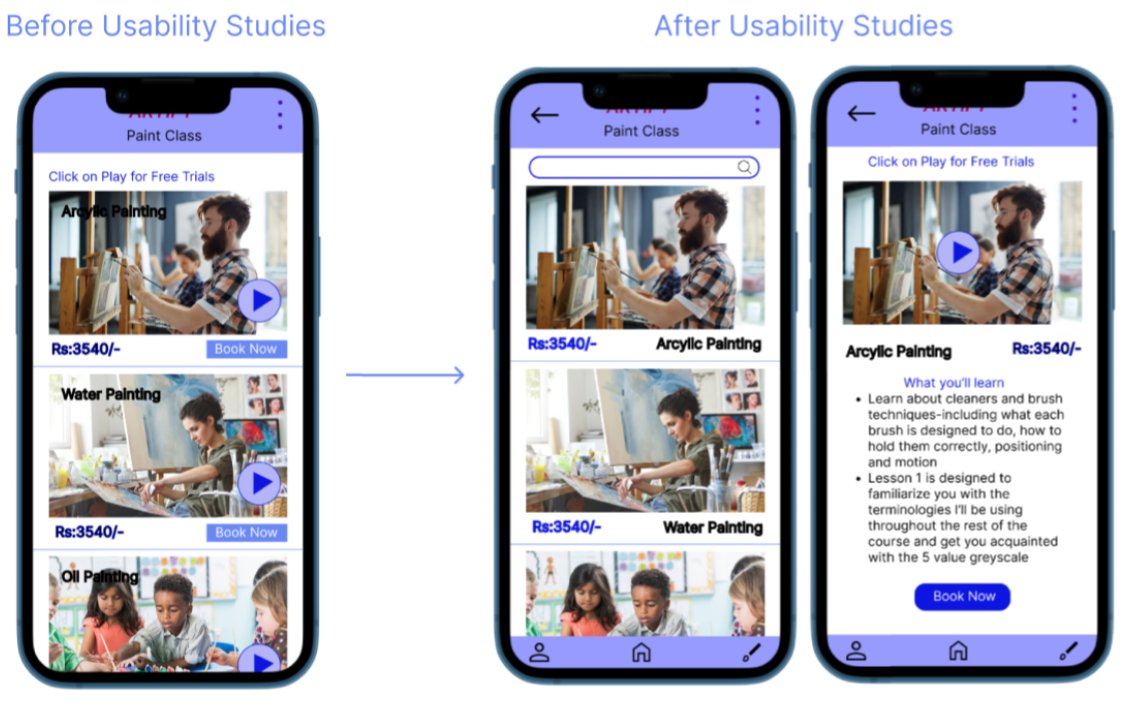 Before Usability Studies
After Usability Studies
Paint Class
Click on Play for Free Trials
Arcylic Painting
Rs:3540/-
Book Now
Water Painting
Rs:3540/-
Book Now
Oil Painting
Paint Class
Rs:3540/-
Arcylic Painting
Rs:3540/-
Water Painting
Paint Class
Click on Play for Free Trials
Arcylic Painting
Rs:3540/-
What you'll learn
• Learn about cleaners and brush
techniques-including what each
brush is designed to do, how to
hold them correctly, positioning
and motion
• Lesson 1 is designed to
familiarize you with the
terminologies I'll be using
throughout the rest of the
course and get you acquainted
with the 5 value greyscale
Book Now